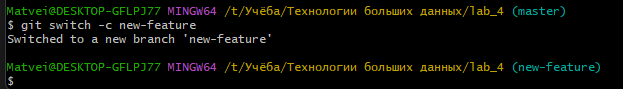 Matvei@DESKTOP-GFLPJ77 MINGW64 /t/Учёба/Технологии больших данных/lab_4 (master)
$ git switch -c new-feature
Switched to a new branch 'new-feature'
Matvei@DESKTOP-GFLPJ77 MINGW64 /t/Учёба/Технологии больших данных/lab_4 (new-feature)
$